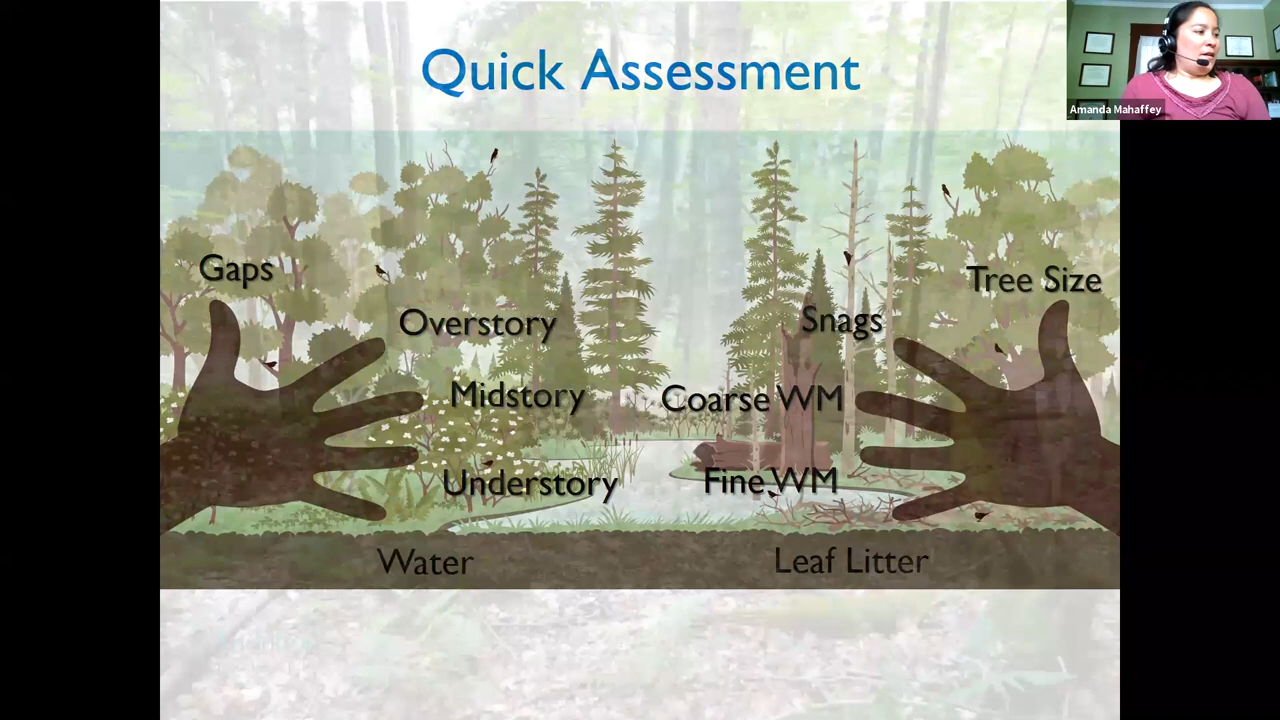 Quick Assessment
Amanda Mahaffey
Gaps
Tree Size
Overstory
Snags
Midstory
Coarse WM
Understory
Fine WM
Water
Leaf Litter